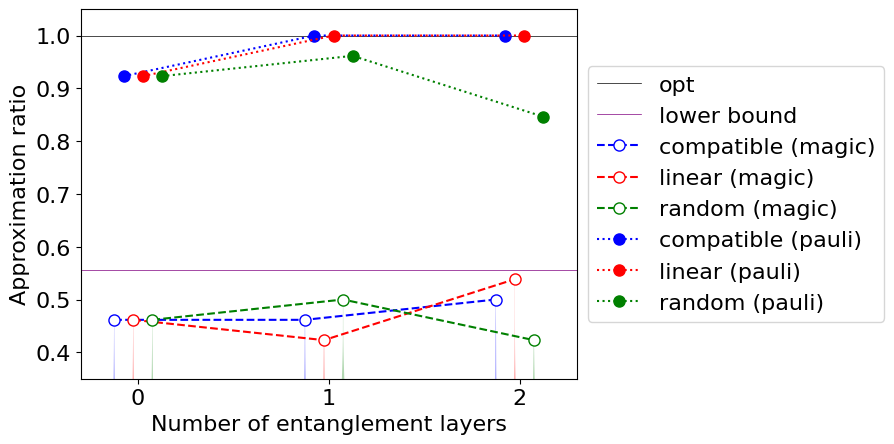 1.0
0.9
0.8
0.7
0.6
0.5
0.4
Approximation ratio
0 1 2
Number of entanglement layers
opt
lower bound
compatible (magic)
linear (magic)
random (magic)
compatible (pauli)
linear (pauli)
random (pauli)